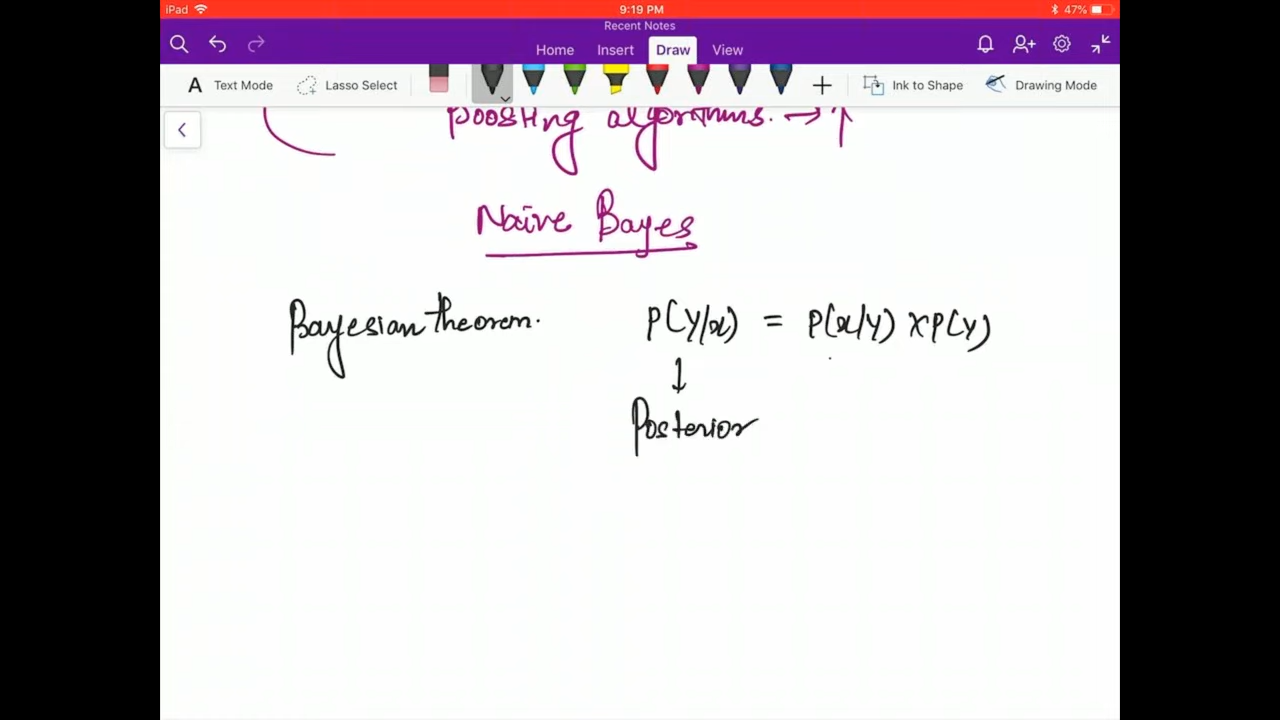 iPad 9:19 PM 47%
Recent Notes
Home Insert Draw View
A Text Mode Lasso Select Ink to Shape Drawing Mode
boosting algorithms. → ↑
Naive Bayes
Bayesian theorem. P(y/x) = P(x/y) x P(y)
↓
Posterior